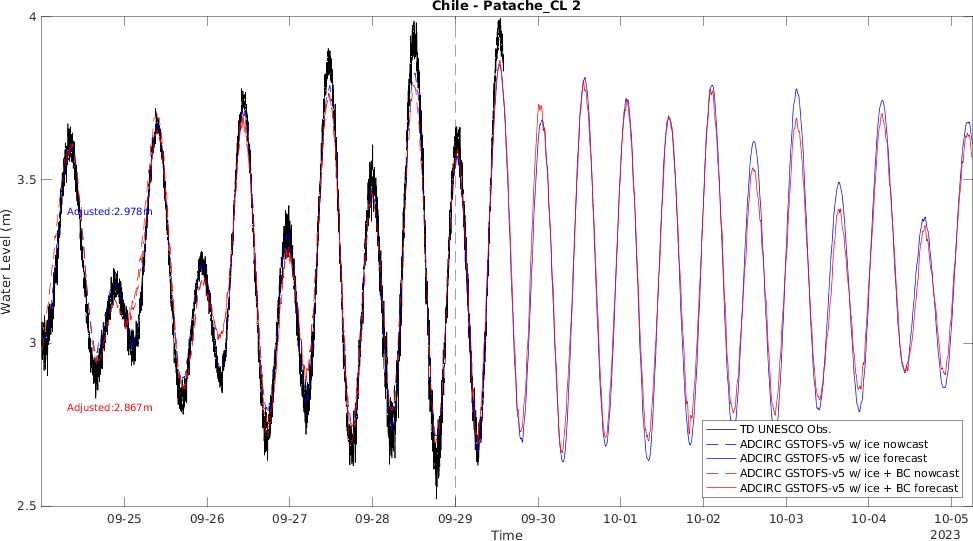 Chile - Patache_CL 2
Water Level (m)
4
3.5
3
2.5
Adjusted:2.978m
Adjusted:2.867m
TD UNESCO Obs.
ADCIRC GSTOFS-v5 w/ ice nowcast
ADCIRC GSTOFS-v5 w/ ice forecast
ADCIRC GSTOFS-v5 w/ ice + BC nowcast
ADCIRC GSTOFS-v5 w/ ice + BC forecast
09-25 09-26 09-27 09-28 09-29 09-30 10-01 10-02 10-03 10-04 10-05
Time
2023